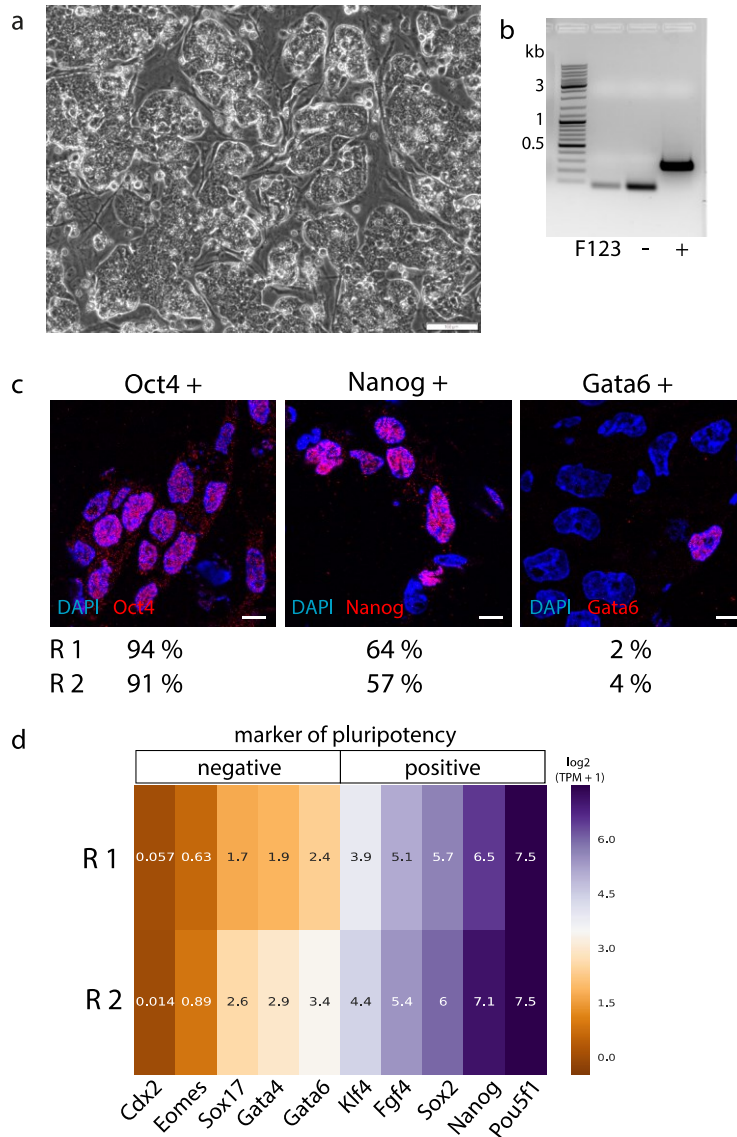 a
b
kb
3
1
0.5
F123 - +
c
Oct4 + Nanog + Gata6 +
DAPI Oct4 DAPI Nanog DAPI Gata6
R 1 94 % 64 % 2 %
R 2 91 % 57 % 4 %
d
marker of pluripotency
negative positive
log2
(TPM + 1)
R 1 0.057 0.63 1.7 1.9 2.4 3.9 5.1 5.7 6.5 7.5
R 2 0.014 0.89 2.6 2.9 3.4 4.4 5.4 6 7.1 7.5
6.0
4.5
3.0
1.5
0.0
Cdx2 Eomes Sox17 Gata4 Gata6 Klf4 Fgf4 Sox2 Nanog Pou5f1